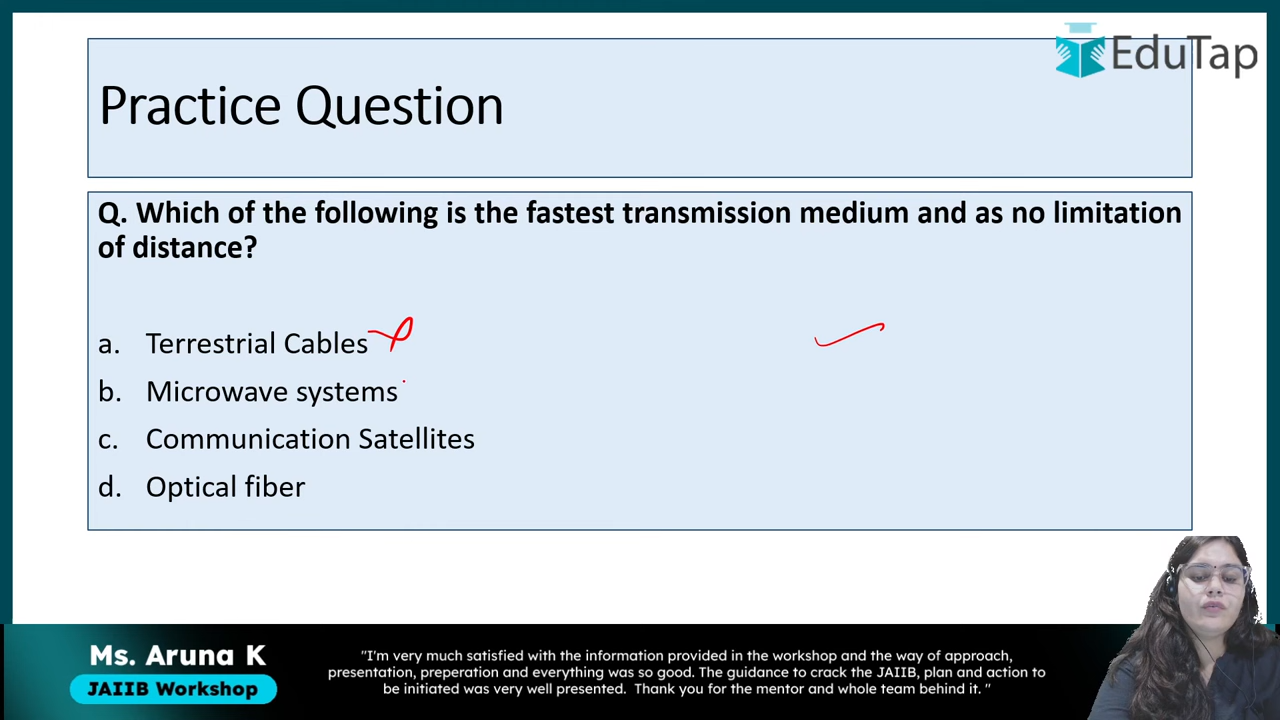 EduTap
Practice Question
Q. Which of the following is the fastest transmission medium and as no limitation
of distance?
a. Terrestrial Cables
b. Microwave systems
c. Communication Satellites
d. Optical fiber
Ms. Aruna K
JAIIB Workshop
"I'm very much satisfied with the information provided in the workshop and the way of approach,
presentation, preperation and everything was so good. The guidance to crack the JAIIB, plan and action to
be initiated was very well presented. Thank you for the mentor and whole team behind it. "